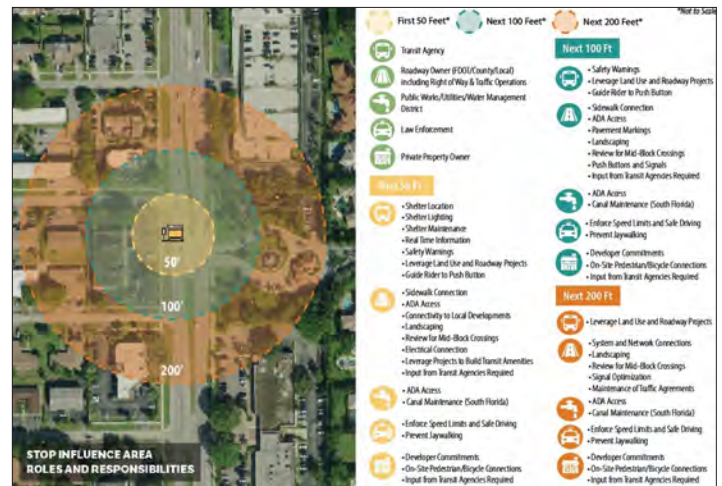 *Not to Scale
First 50 Feet*
Next 100 Feet*
Next 200 Feet*
Transit Agency
Roadway Owner (FDOT/County/Local)
including Right of Way & Traffic Operations
Public Works/Utilities/Water Management
District
Law Enforcement
Private Property Owner
50 Ft
• Shelter Location
• Shelter Lighting
• Shelter Maintenance
• Real Time Information
• Safety Warnings
• Leverage Land Use and Roadway Projects
• Guide Rider to Push Button
• Sidewalk Connection
• ADA Access
• Connectivity to Local Developments
• Landscaping
• Review for Mid-Block Crossings
• Electrical Connection
• Leverage Projects to Build Transit Amenities
• Input from Transit Agencies Required
• ADA Access
• Canal Maintenance (South Florida)
• Enforce Speed Limits and Safe Driving
• Prevent Jaywalking
• Developer Commitments
• On-Site Pedestrian/Bicycle Connections
• Input from Transit Agencies Required
Next 100 Ft
• Safety Warnings
• Leverage Land Use and Roadway Projects
• Guide Rider to Push Button
• Sidewalk Connection
• ADA Access
• Pavement Markings
• Landscaping
• Review for Mid-Block Crossings
• Push Buttons and Signals
• Input from Transit Agencies Required
• ADA Access
• Canal Maintenance (South Florida)
• Enforce Speed Limits and Safe Driving
• Prevent Jaywalking
• Developer Commitments
• On-Site Pedestrian/Bicycle Connections
• Input from Transit Agencies Required
Next 200 Ft
• Leverage Land Use and Roadway Projects
• System and Network Connections
• Landscaping
• Review for Mid-Block Crossings
• Signal Optimization
• Maintenance of Traffic Agreements
• ADA Access
• Canal Maintenance (South Florida)
• Enforce Speed Limits and Safe Driving
• Prevent Jaywalking
• Developer Commitments
• On-Site Pedestrian/Bicycle Connections
• Input from Transit Agencies Required
50'
100'
200'
STOP INFLUENCE AREA
ROLES AND RESPONSIBILITIES